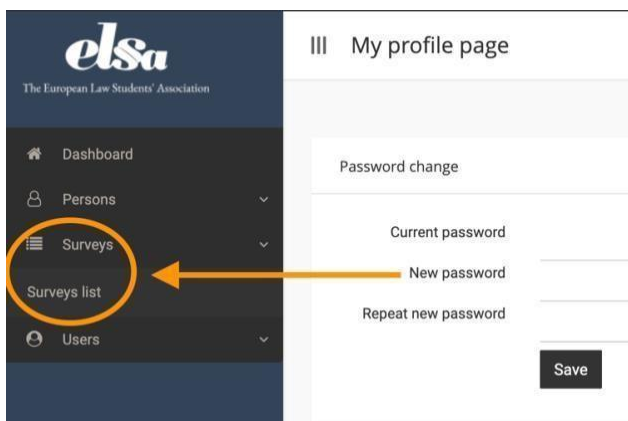 elsa
The European Law Students' Association
Dashboard
Persons
Surveys
Surveys list
Users
My profile page
Password change
Current password
New password
Repeat new password
Save